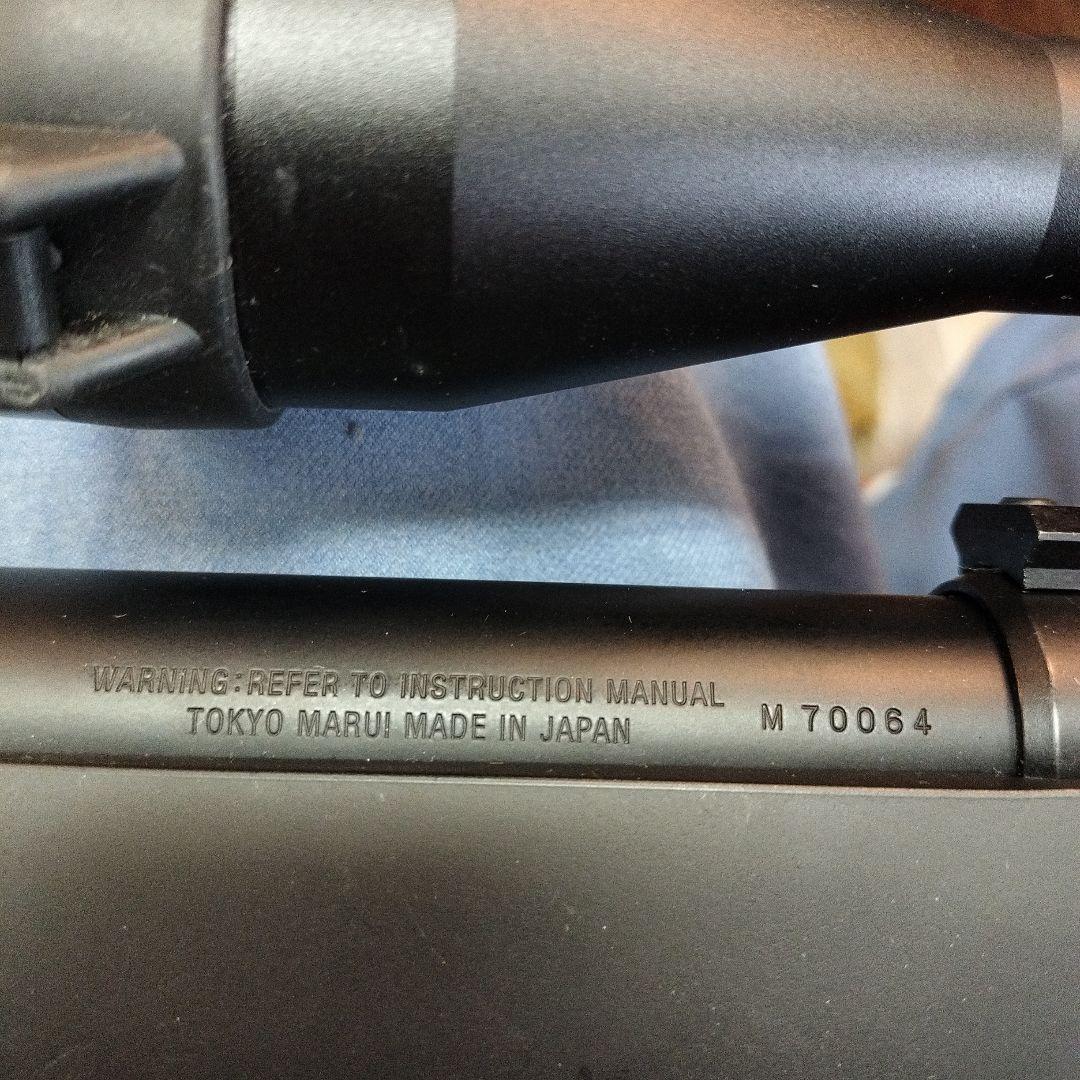 WARNING: REFER TO INSTRUCTION MANUAL
TOKYO MARUI MADE IN JAPAN
M 70064